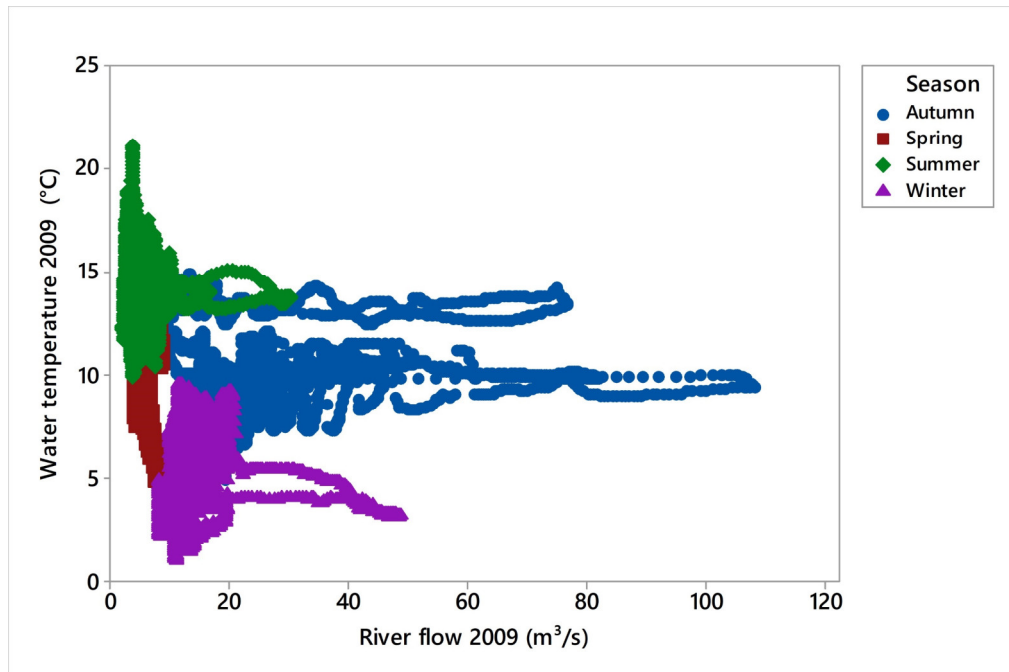 25
20
15
10
5
0
Water temperature 2009 (°C)
0 20 40 60 80 100 120
River flow 2009 (m³/s)
Season
Autumn
Spring
Summer
Winter